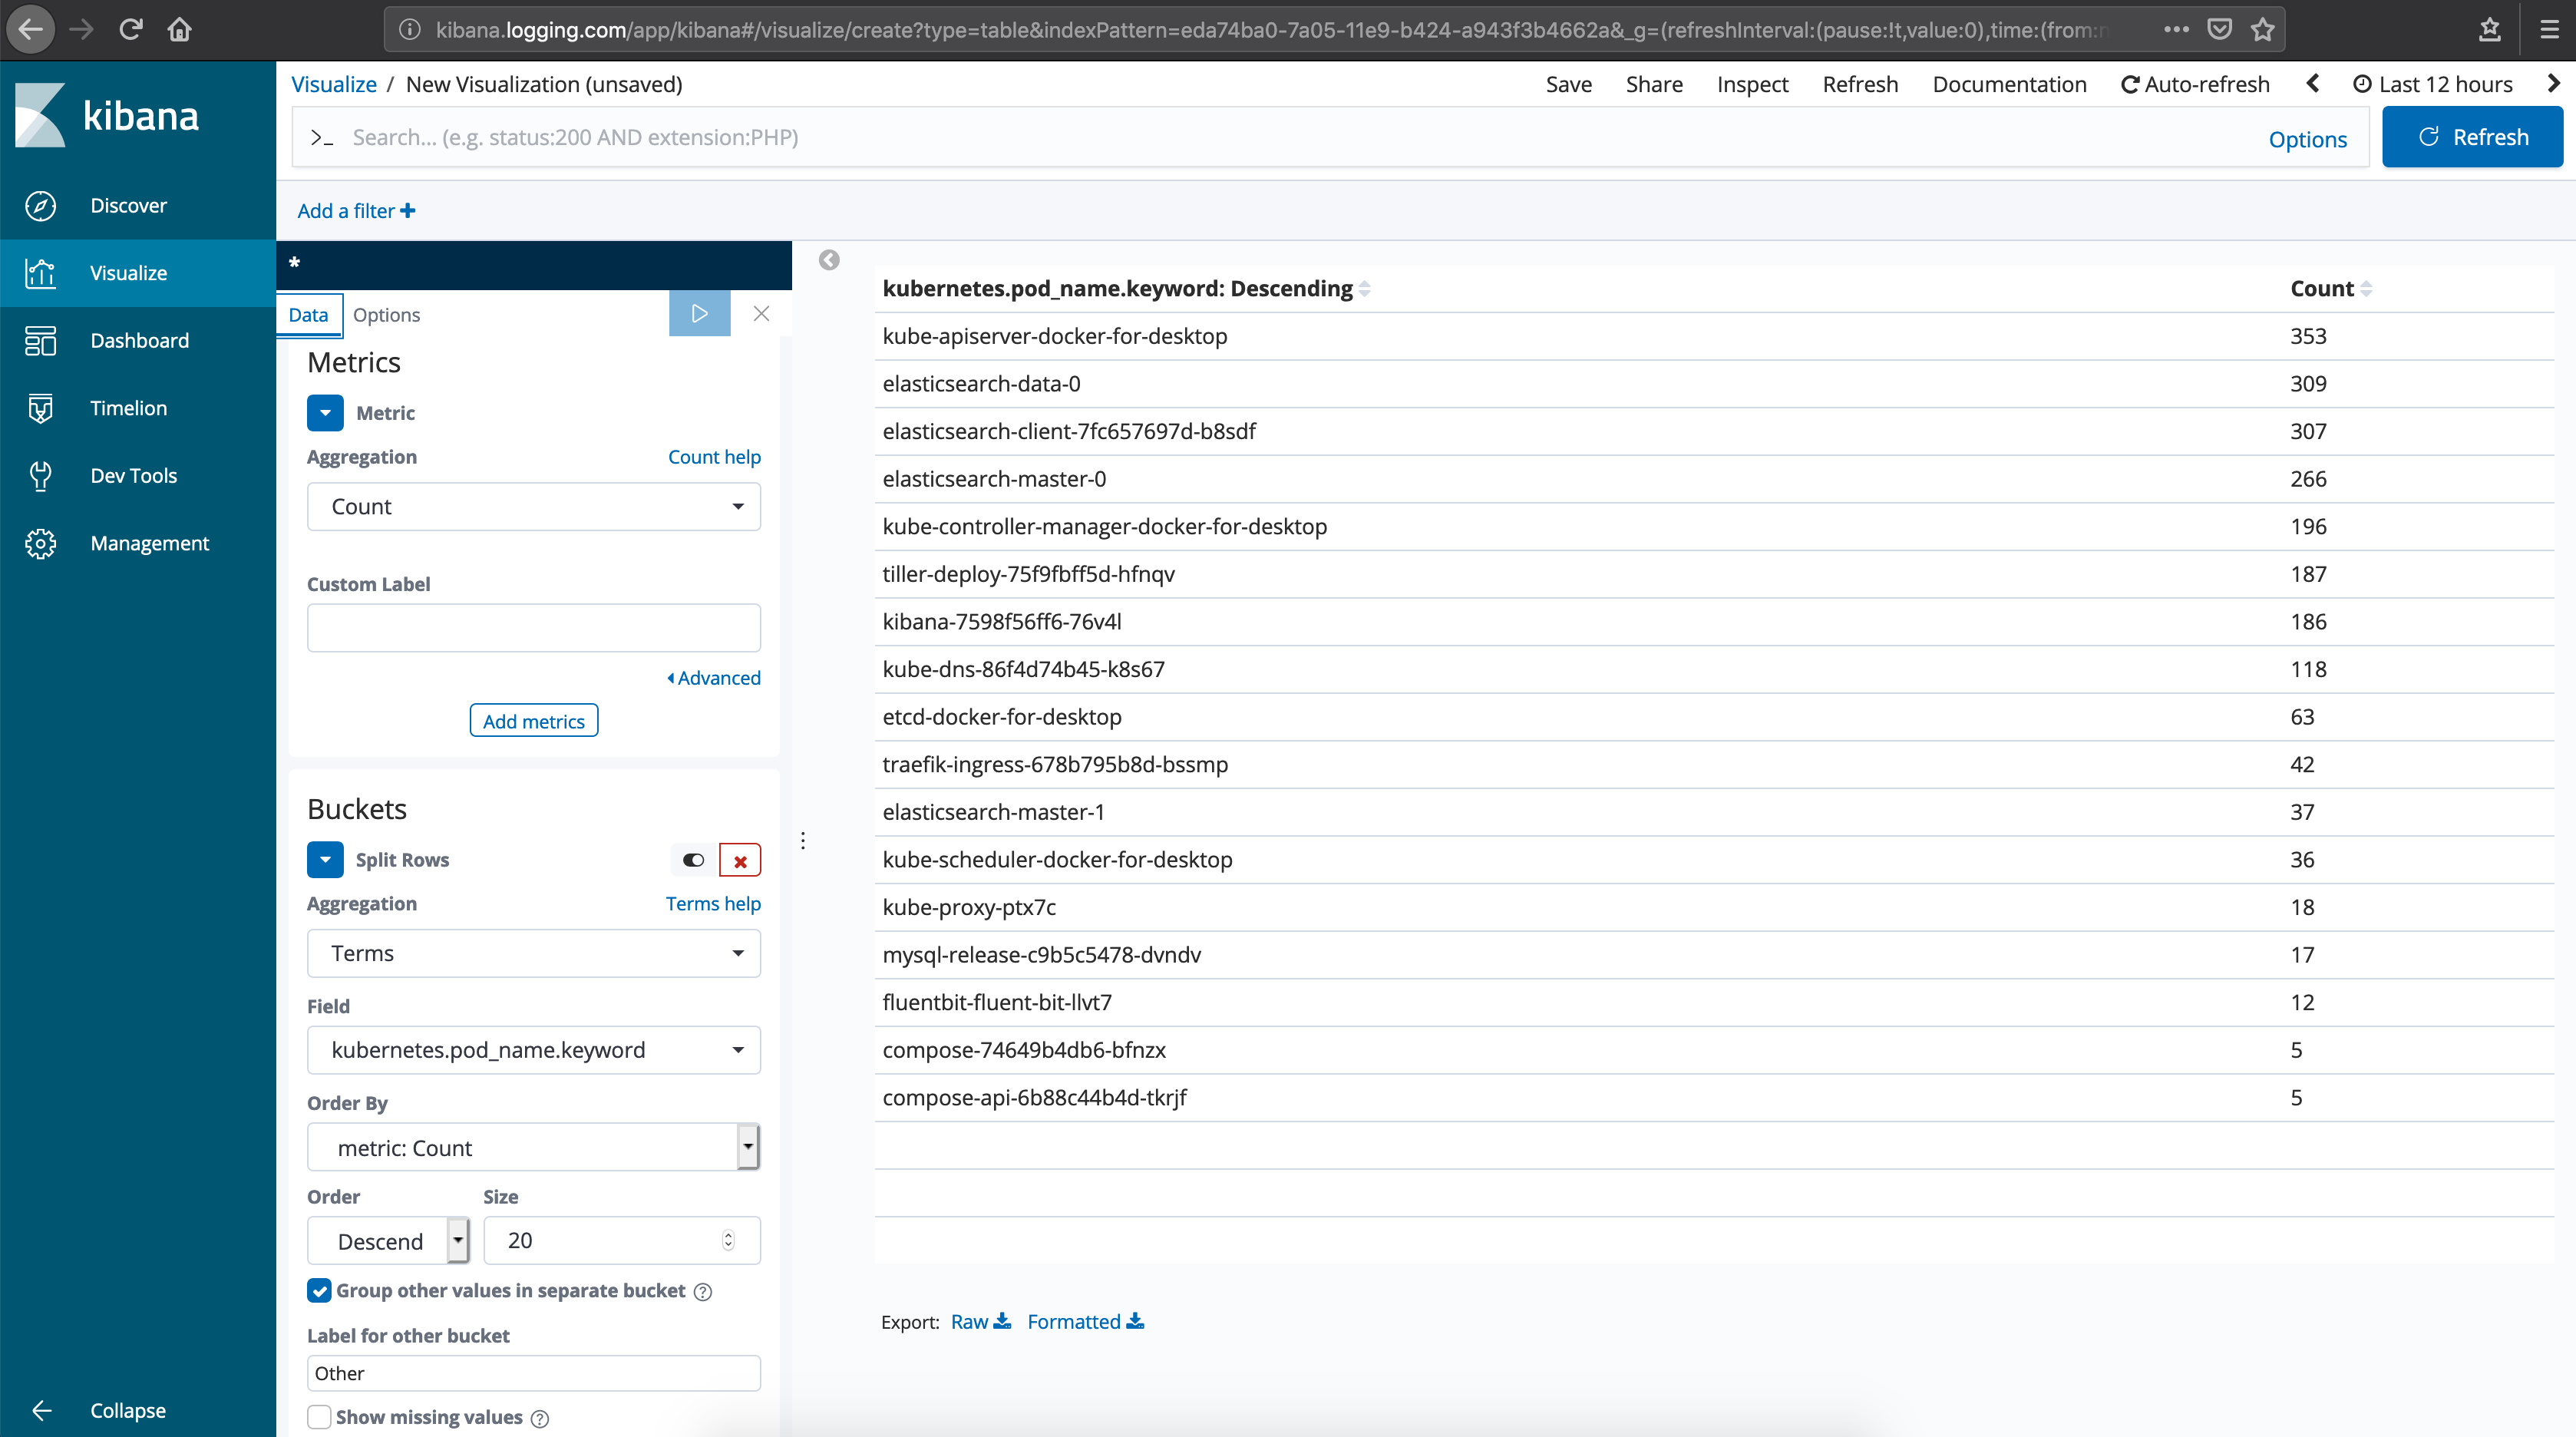 kibana.logging.com/app/kibana#/visualize/create?type=table&indexPattern=eda74ba0-7a05-11e9-b424-a943f3b4662a&_g=(refreshInterval:(pause:!t,value:0),time:(from:n
kibana
Discover
Visualize
Dashboard
Timelion
Dev Tools
Management
Collapse
Visualize / New Visualization (unsaved)
Save Share Inspect Refresh Documentation Auto-refresh Last 12 hours
>_ Search... (e.g. status:200 AND extension:PHP) Options Refresh
Add a filter +
*
Data Options
Metrics
Metric
Aggregation Count help
Count
Custom Label
Advanced
Add metrics
Buckets
Split Rows
Aggregation Terms help
Terms
Field
kubernetes.pod_name.keyword
Order By
metric: Count
Order Size
Descend 20
Group other values in separate bucket ?
Label for other bucket
Other
Show missing values ?
kubernetes.pod_name.keyword: Descending Count
kube-apiserver-docker-for-desktop 353
elasticsearch-data-0 309
elasticsearch-client-7fc657697d-b8sdf 307
elasticsearch-master-0 266
kube-controller-manager-docker-for-desktop 196
tiller-deploy-75f9fbff5d-hfnqv 187
kibana-7598f56ff6-76v4l 186
kube-dns-86f4d74b45-k8s67 118
etcd-docker-for-desktop 63
traefik-ingress-678b795b8d-bssmp 42
elasticsearch-master-1 37
kube-scheduler-docker-for-desktop 36
kube-proxy-ptx7c 18
mysql-release-c9b5c5478-dvndv 17
fluentbit-fluent-bit-llvt7 12
compose-74649b4db6-bfnzx 5
compose-api-6b88c44b4d-tkrjf 5
Export: Raw Formatted